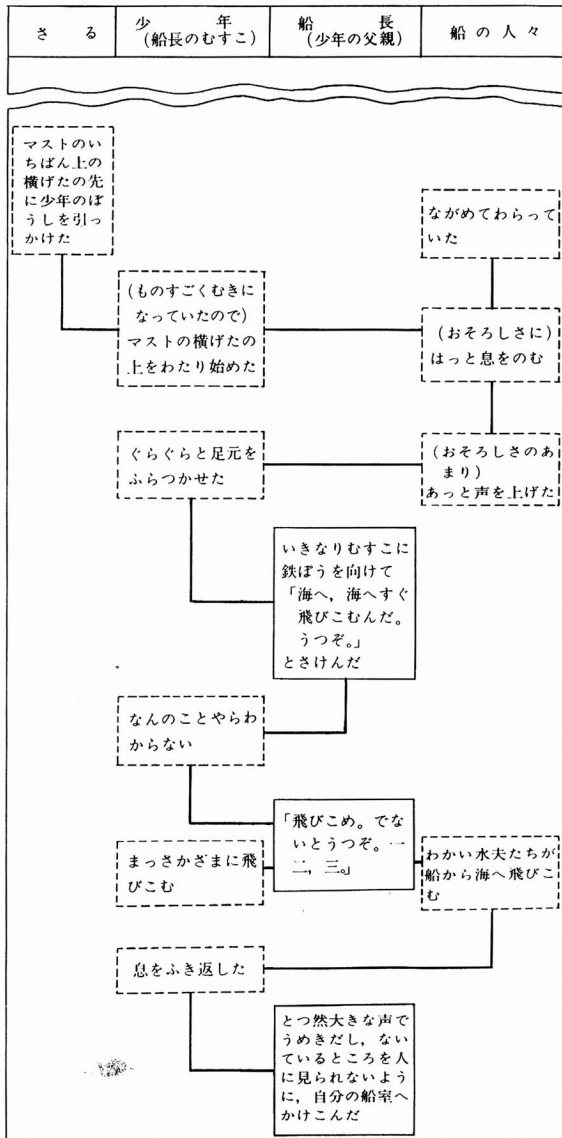 さる
少年
(船長のむすこ)
船長
(少年の父親)
船の人々
マストのい
ちばん上の
横げたの先
に少年のぼ
うしを引っ
かけた
ながめてわらって
いた
(ものすごくむきに
なっていたので)
マストの横げたの
上をわたり始めた
(おそろしさに)
はっと息をのむ
ぐらぐらと足元を
ふらつかせた
(おそろしさのあ
まり)
あっと声を上げた
いきなりむすこに
鉄ぽうを向けて
「海へ,海へすぐ
飛びこむんだ。
うつぞ。」
とさけんだ
なんのことやらわ
からない
「飛びこめ。でな
いとうつぞ。一
二,三。」
まっさかざまに飛
びこむ
わかい水夫たちが
船から海へ飛びこ
む
息をふき返した
とつ然大きな声で
うめきだし,ない
ているところを人
に見られないよう
に,自分の船室へ
かけこんだ